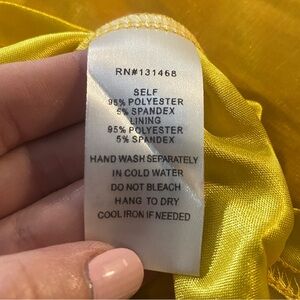 RN#131468
SELF
95% POLYESTER
5% SPANDEX
LINING
95% POLYESTER
5% SPANDEX
HAND WASH SEPARATELY
IN COLD WATER
DO NOT BLEACH
HANG TO DRY
COOL IRON IF NEEDED